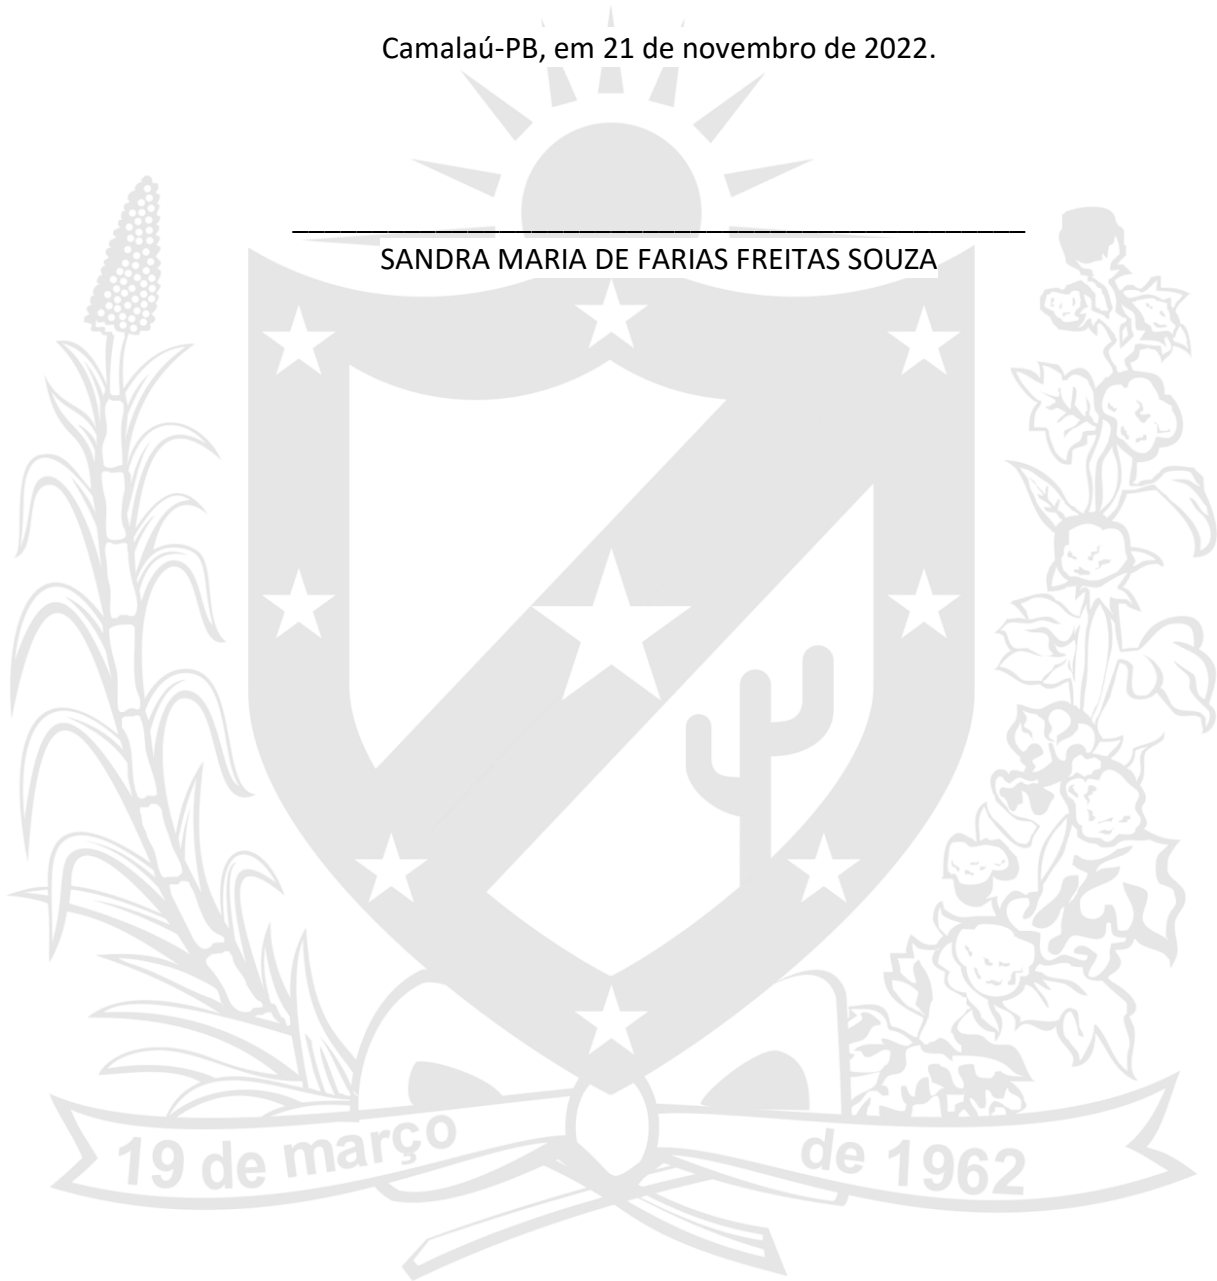 Camalaú-PB, em 21 de novembro de 2022.
______________________________________________
SANDRA MARIA DE FARIAS FREITAS SOUZA
19 de março de 1962